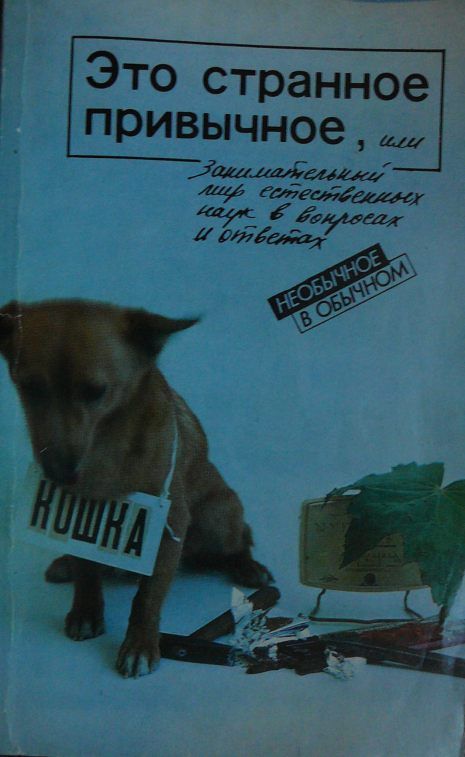 Это странное
привычное, или
Занимательный
мир естественных
наук в вопросах
и ответах
НЕОБЫЧНОЕ
В ОБЫЧНОМ
КОШКА